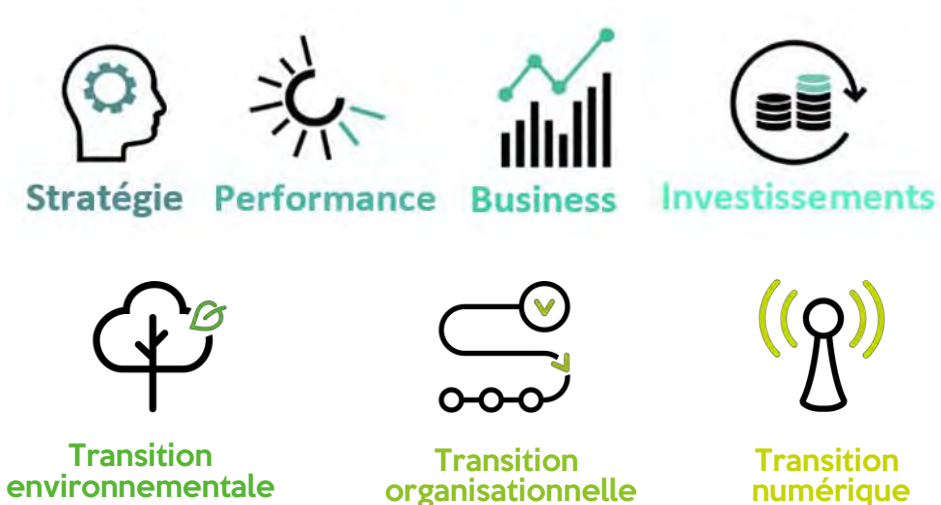 Stratégie Performance Business Investissements
Transition Transition Transition
environnementale organisationnelle numérique